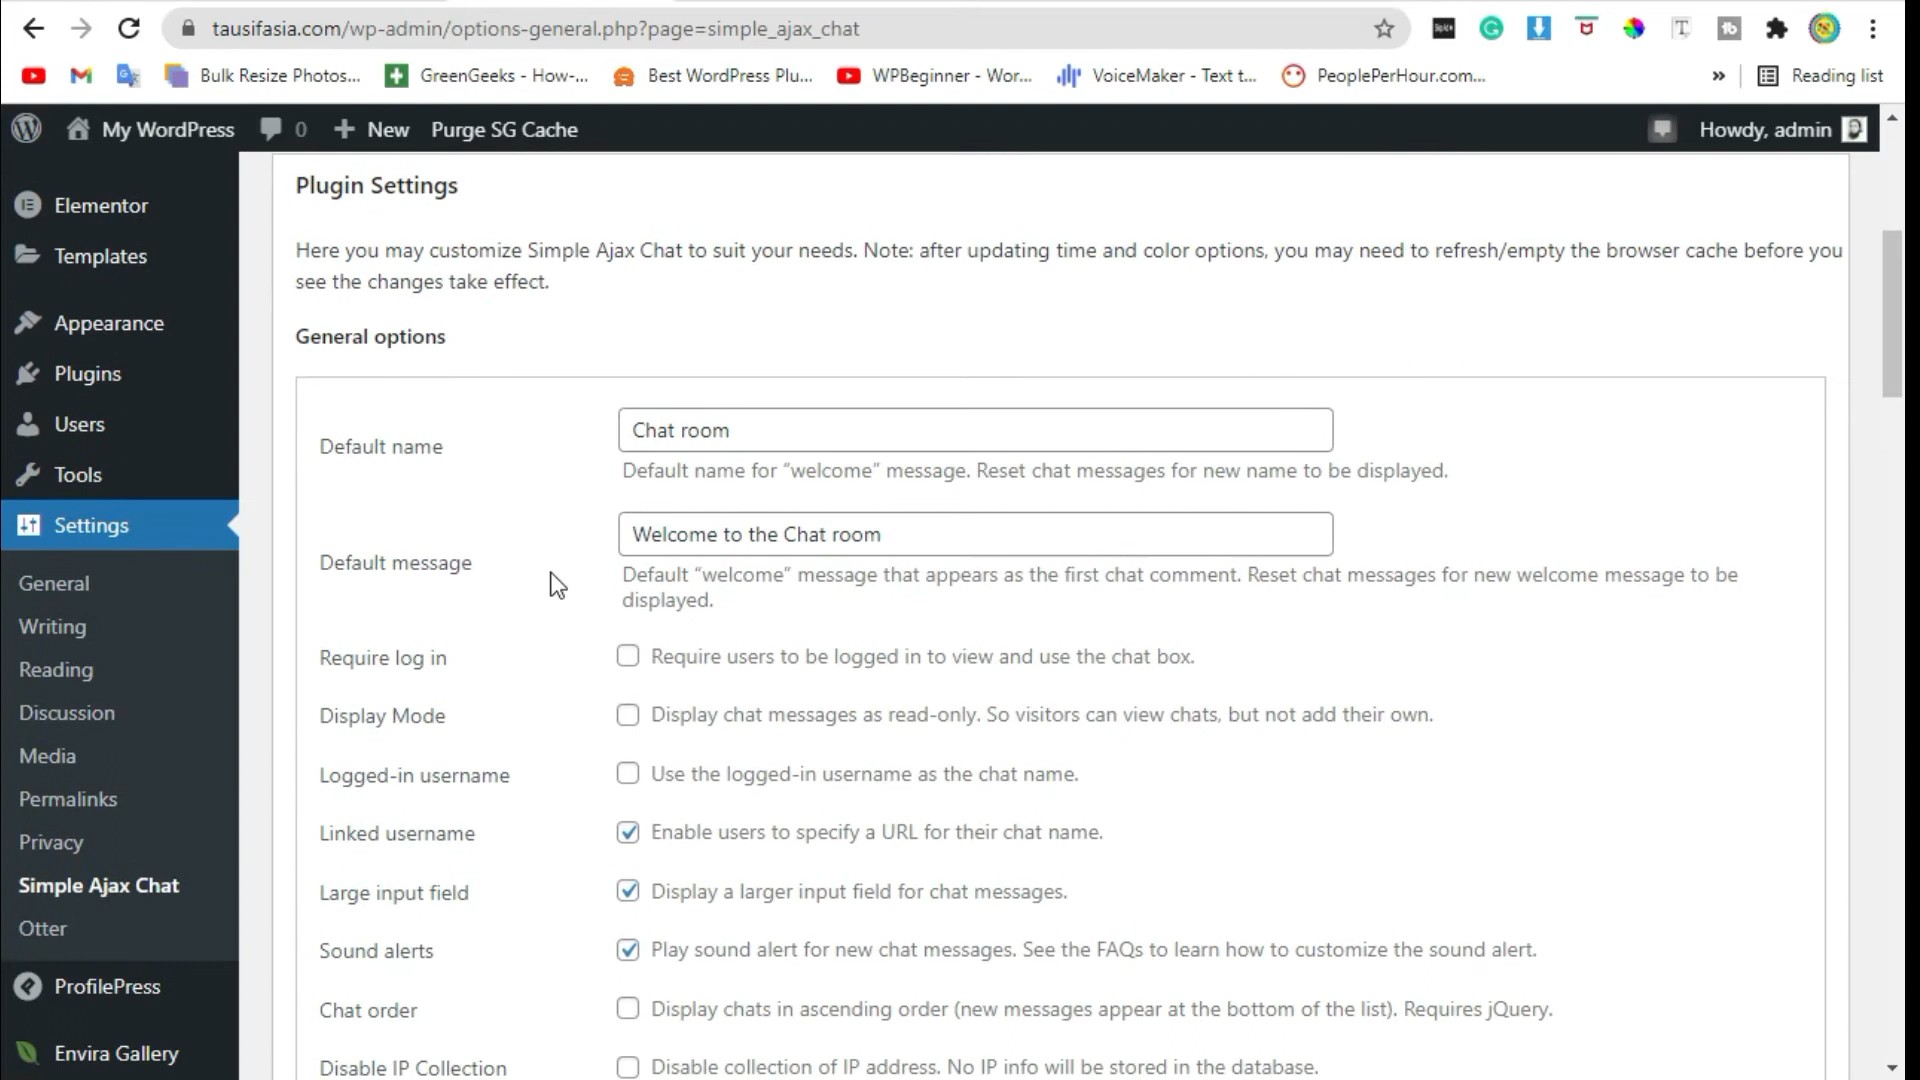 tausifasia.com/wp-admin/options-general.php?page=simple_ajax_chat
Bulk Resize Photos...
GreenGeeks - How-...
Best WordPress Plu...
WPBeginner - Wor...
VoiceMaker - Text t...
PeoplePerHour.com...
»
Reading list
My WordPress
0
New
Purge SG Cache
Howdy, admin
Elementor
Templates
Appearance
Plugins
Users
Tools
Settings
General
Writing
Reading
Discussion
Media
Permalinks
Privacy
Simple Ajax Chat
Otter
ProfilePress
Envira Gallery
Plugin Settings
Here you may customize Simple Ajax Chat to suit your needs. Note: after updating time and color options, you may need to refresh/empty the browser cache before you
see the changes take effect.
General options
Default name
Chat room
Default name for “welcome” message. Reset chat messages for new name to be displayed.
Default message
Welcome to the Chat room
Default “welcome” message that appears as the first chat comment. Reset chat messages for new welcome message to be
displayed.
Require log in
Require users to be logged in to view and use the chat box.
Display Mode
Display chat messages as read-only. So visitors can view chats, but not add their own.
Logged-in username
Use the logged-in username as the chat name.
Linked username
Enable users to specify a URL for their chat name.
Large input field
Display a larger input field for chat messages.
Sound alerts
Play sound alert for new chat messages. See the FAQs to learn how to customize the sound alert.
Chat order
Display chats in ascending order (new messages appear at the bottom of the list). Requires jQuery.
Disable IP Collection
Disable collection of IP address. No IP info will be stored in the database.